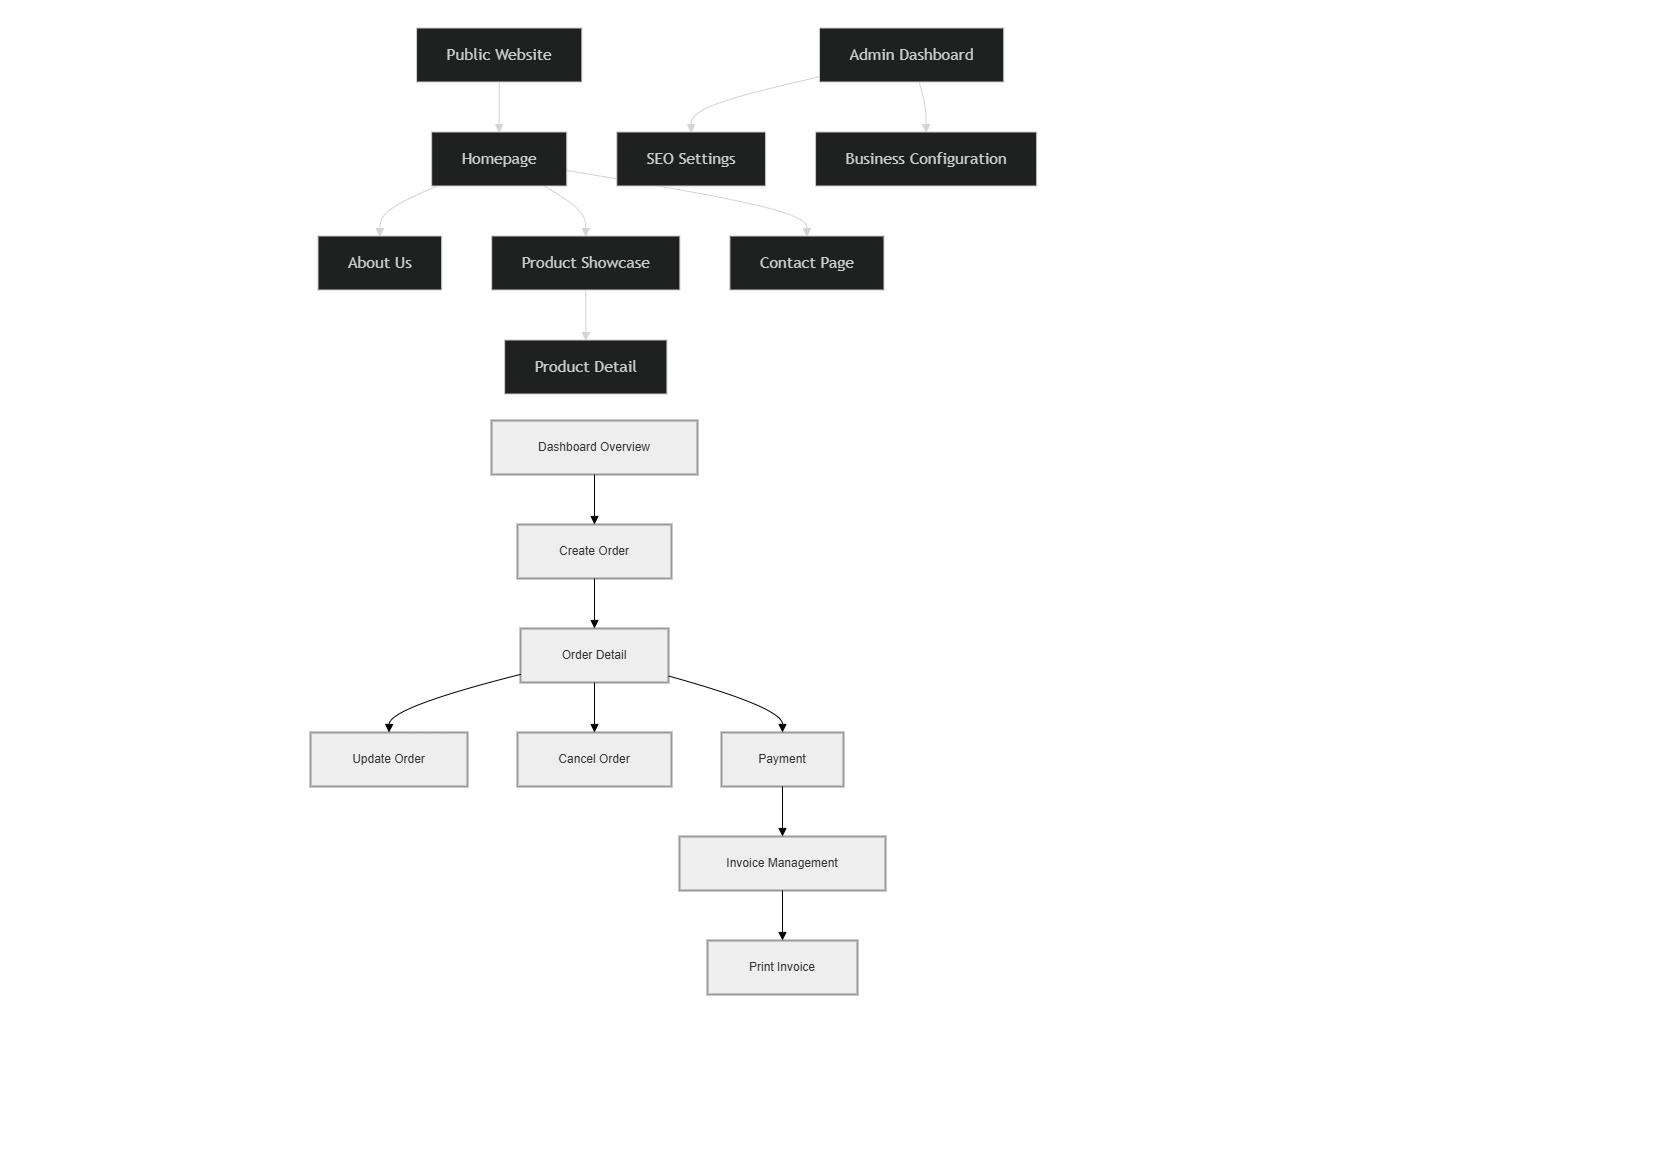 Public Website
Admin Dashboard
Homepage
SEO Settings
Business Configuration
About Us
Product Showcase
Contact Page
Product Detail
Dashboard Overview
Create Order
Order Detail
Update Order
Cancel Order
Payment
Invoice Management
Print Invoice